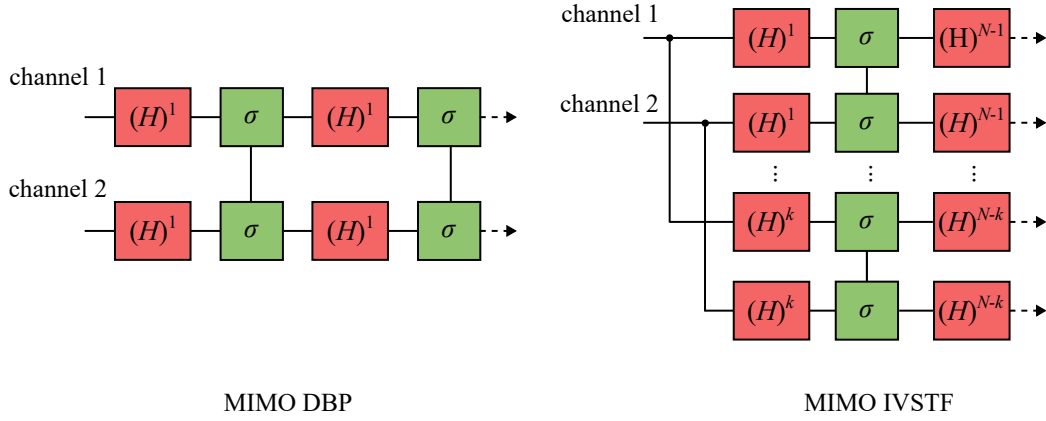 channel 1
(H)¹ σ (H)¹ σ
channel 2
(H)¹ σ (H)¹ σ
MIMO DBP
channel 1
(H)¹ σ (H)ᴺ⁻¹
channel 2
(H)¹ σ (H)ᴺ⁻¹
⋮ ⋮ ⋮
(H)ᵏ σ (H)ᴺ⁻ᵏ
(H)ᵏ σ (H)ᴺ⁻ᵏ
MIMO IVSTF